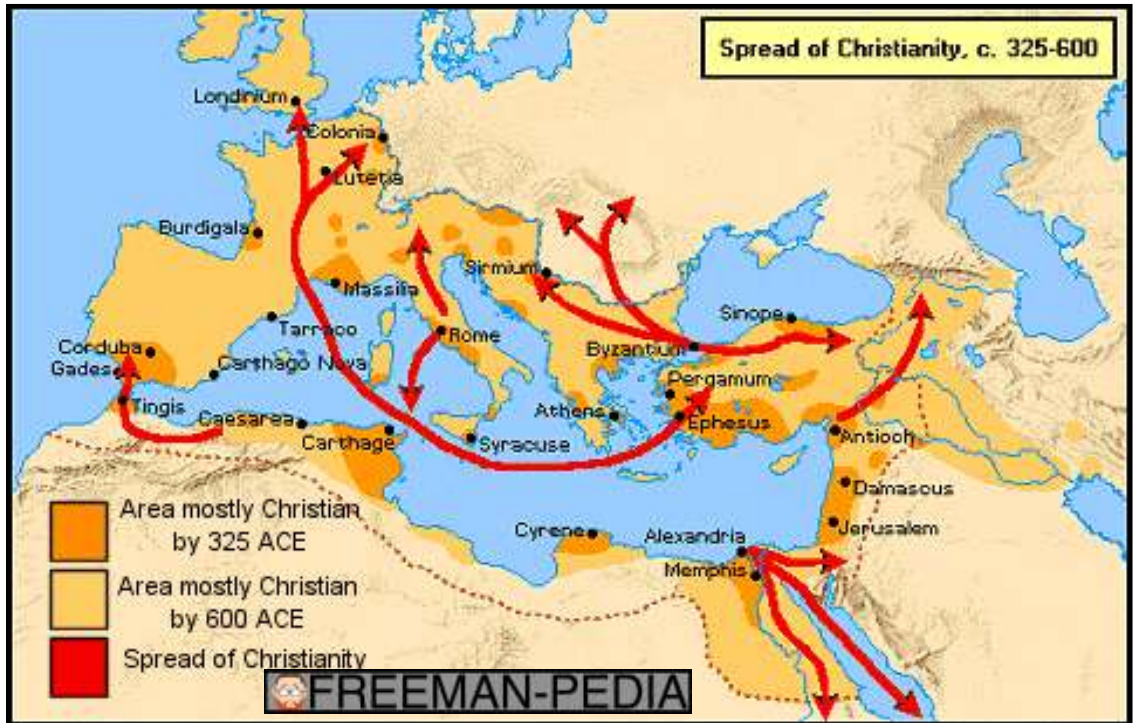 Spread of Christianity, c. 325-600
Londinium
Colonia
Lutetia
Burdigala
Sirmium
Massilia
Sinope
Tarraco
Rome
Byzantium
Corduba
Gades
Carthago Nova
Pergamum
Tingis
Caesarea
Athens
Ephesus
Carthage
Syracuse
Antioch
Damascus
Cyrene
Alexandria
Jerusalem
Memphis
Area mostly Christian
by 325 ACE
Area mostly Christian
by 600 ACE
Spread of Christianity
FREEMAN-PEDIA